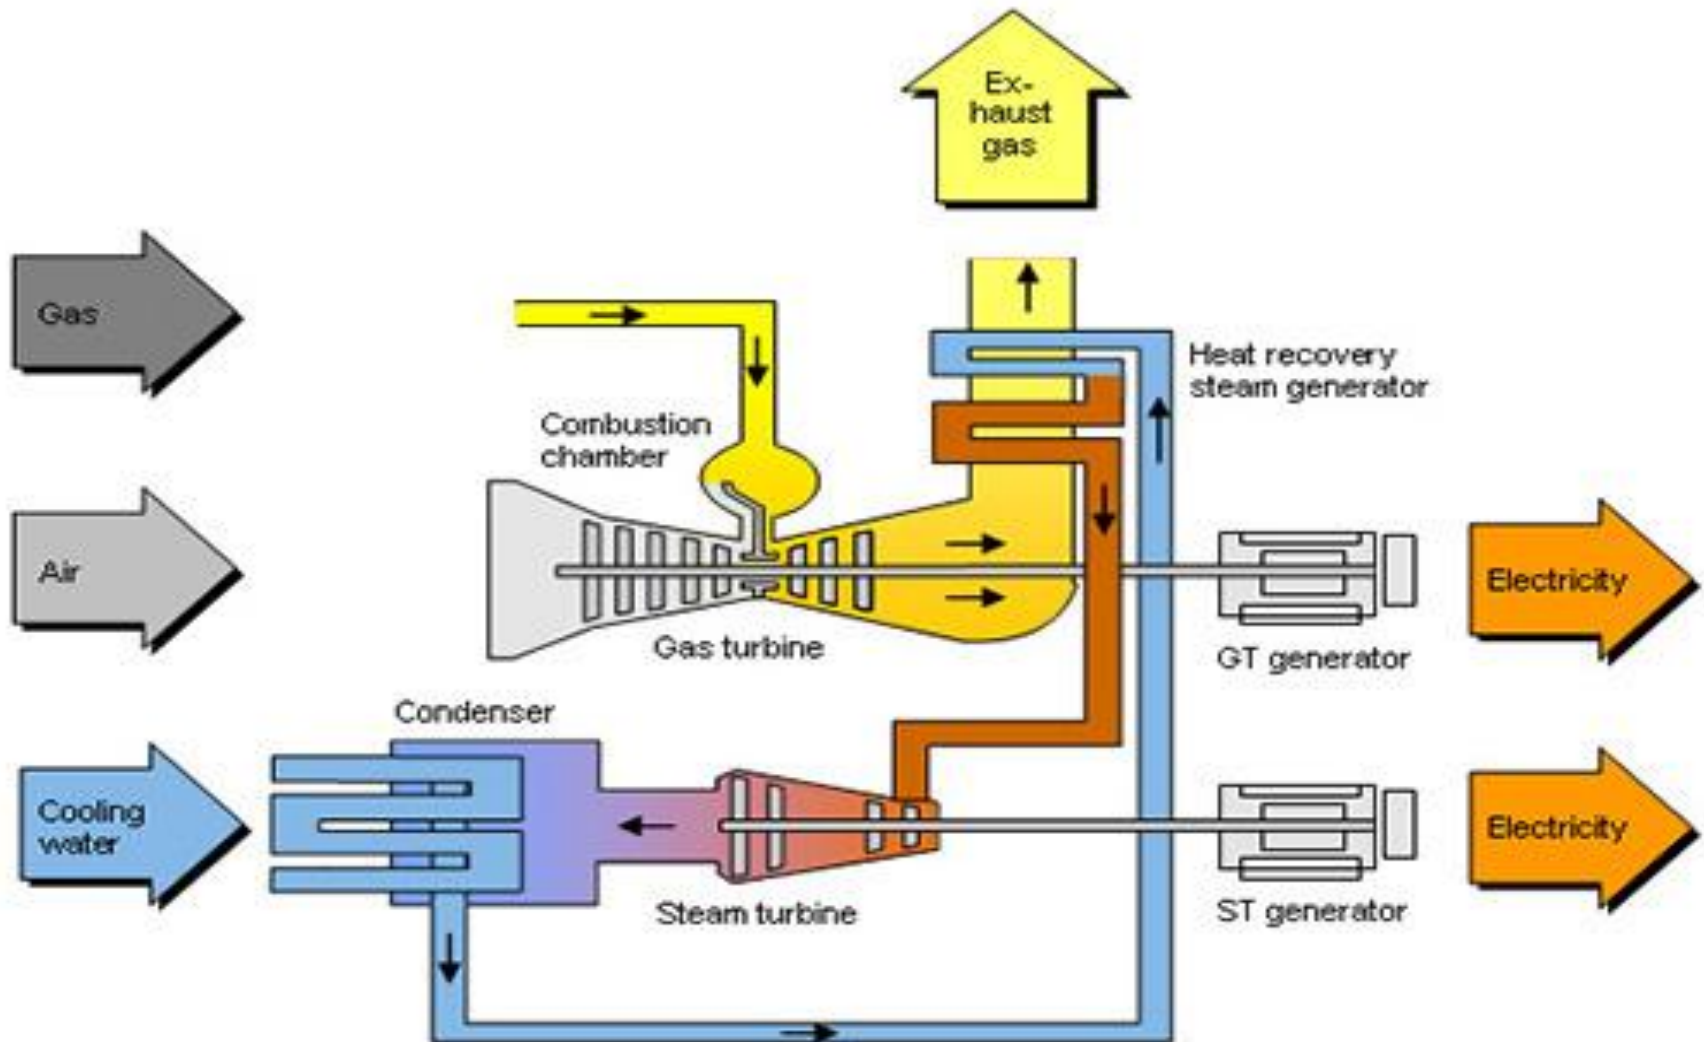 Ex-
haust
gas
Gas
Heat recovery
steam generator
Combustion
chamber
Air
Electricity
Gas turbine
GT generator
Condenser
Cooling
water
Electricity
Steam turbine
ST generator